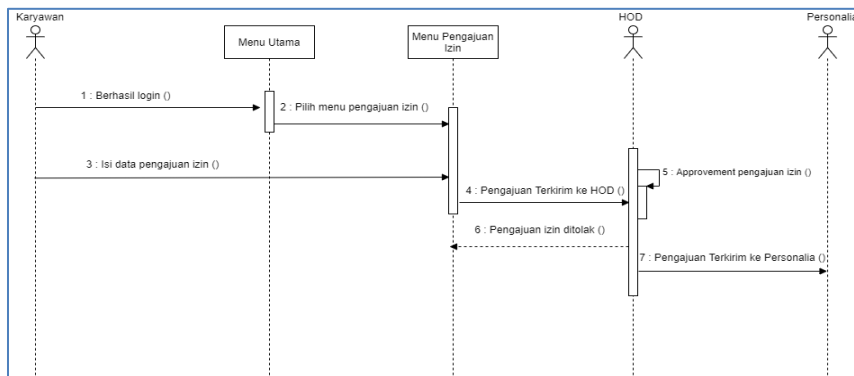 Karyawan
Menu Utama
Menu Pengajuan
Izin
HOD
Personalia
1 : Berhasil login ()
2 : Pilih menu pengajuan izin ()
3 : Isi data pengajuan izin ()
4 : Pengajuan Terkirim ke HOD ()
5 : Approvement pengajuan izin ()
6 : Pengajuan izin ditolak ()
7 : Pengajuan Terkirim ke Personalia ()